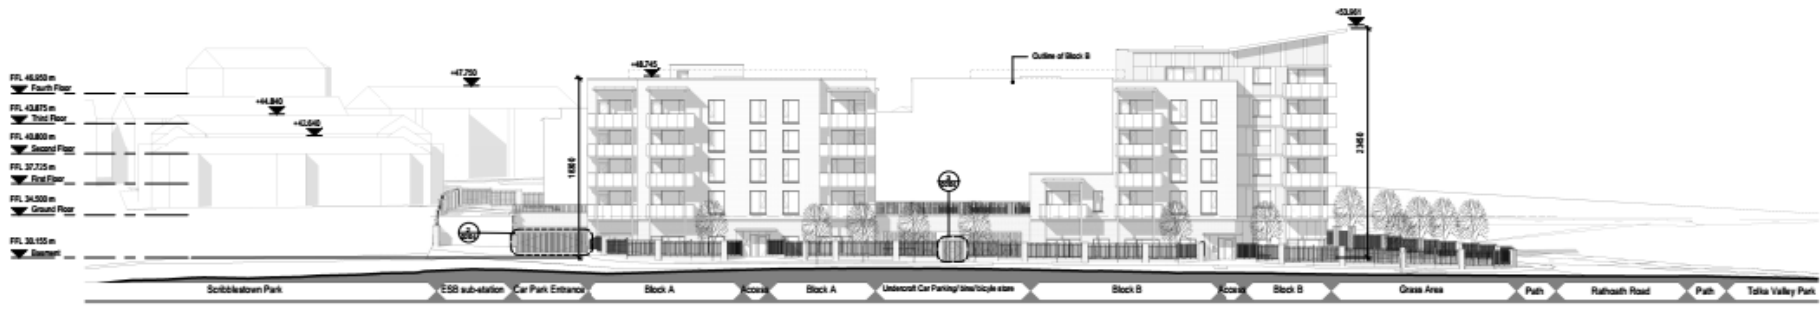 +53.961
Outline of Block B
+48.745
+47.750
FFL 46.950 m
Fourth Floor
+44.840
FFL 43.875 m
Third Floor
+42.640
FFL 40.800 m
Second Floor
FFL 37.725 m
First Floor
FFL 34.500 m
Ground Floor
FFL 30.155 m
Basement
18300
23450
Scribblestown Park
ESB sub-station
Car Park Entrance
Block A
Access
Block A
Undercroft Car Parking/ bins/ bicycle store
Block B
Access
Block B
Grass Area
Path
Rathoath Road
Path
Tolka Valley Park